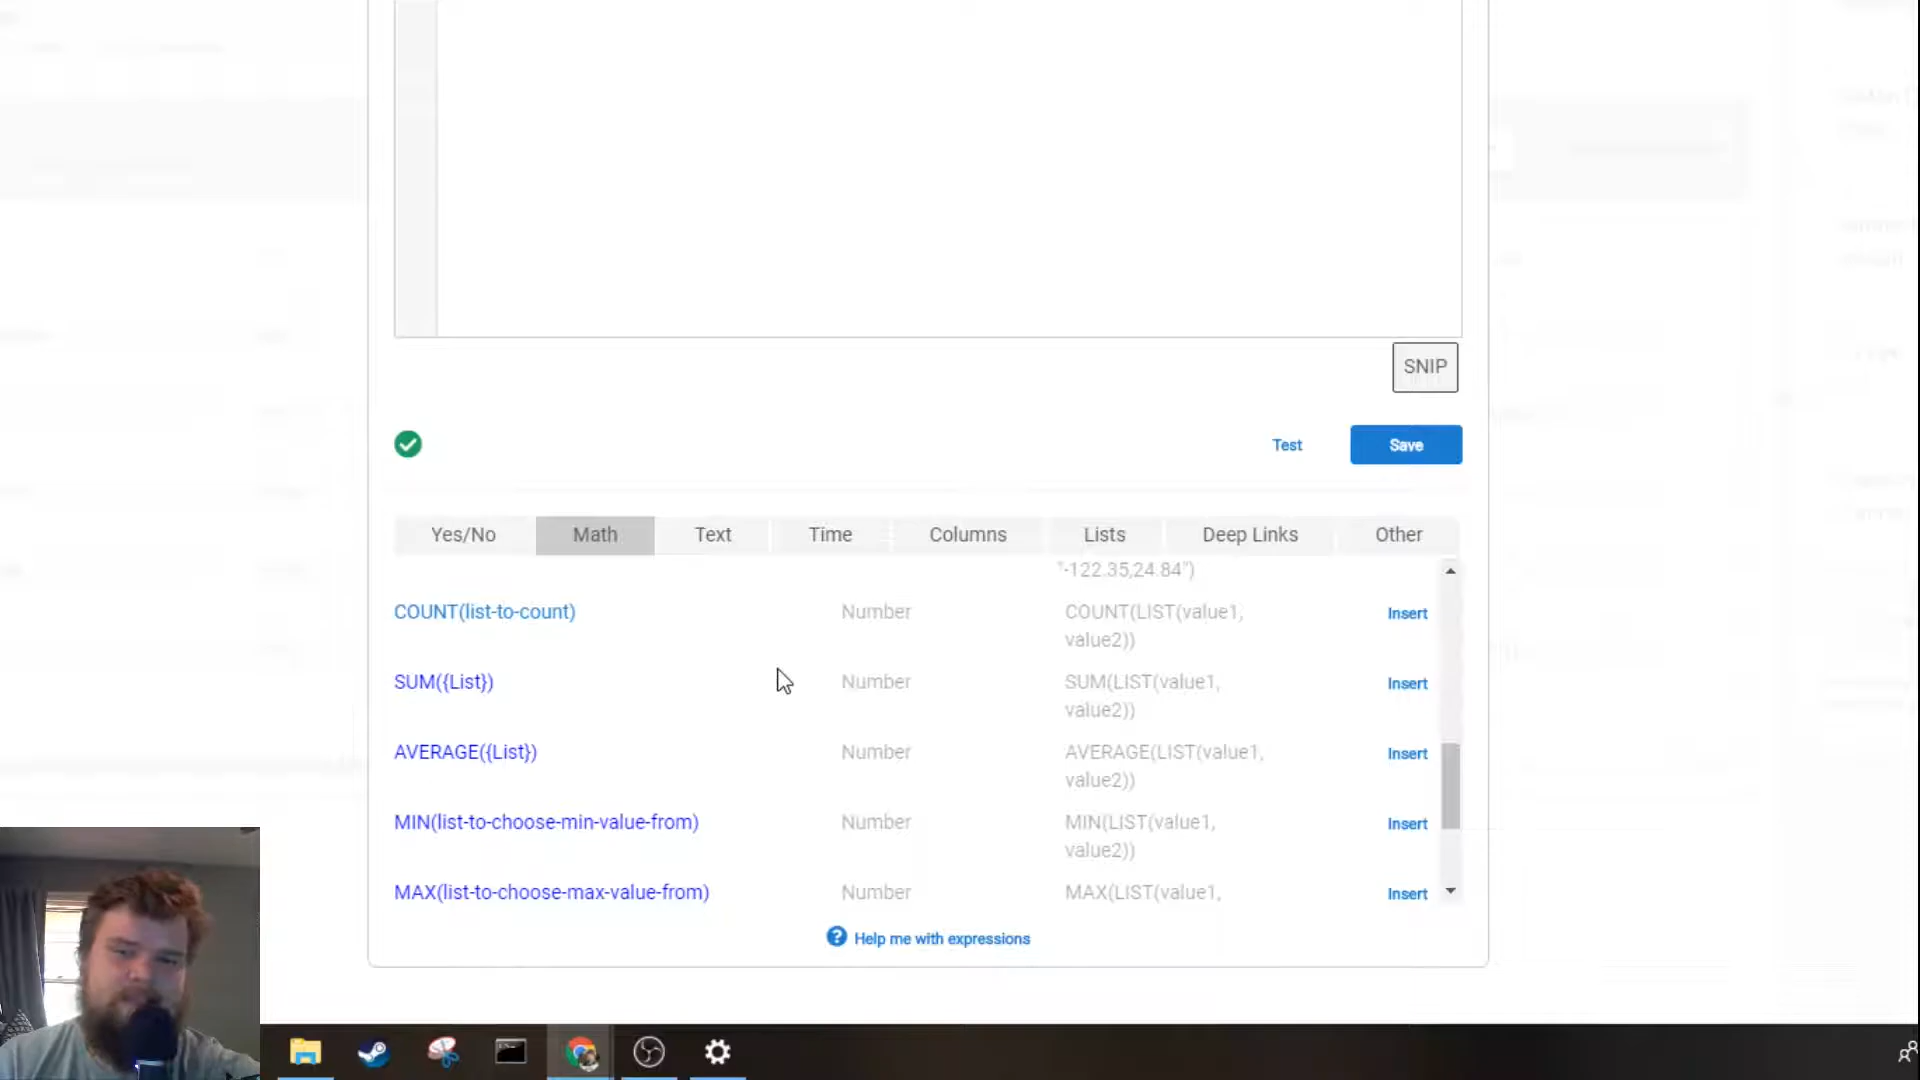 SNIP
Test Save
Yes/No Math Text Time Columns Lists Deep Links Other
"-122.35,24.84")
COUNT(list-to-count) Number COUNT(LIST(value1, Insert
value2))
SUM({List}) Number SUM(LIST(value1, Insert
value2))
AVERAGE({List}) Number AVERAGE(LIST(value1, Insert
value2))
MIN(list-to-choose-min-value-from) Number MIN(LIST(value1, Insert
value2))
MAX(list-to-choose-max-value-from) Number MAX(LIST(value1, Insert
? Help me with expressions